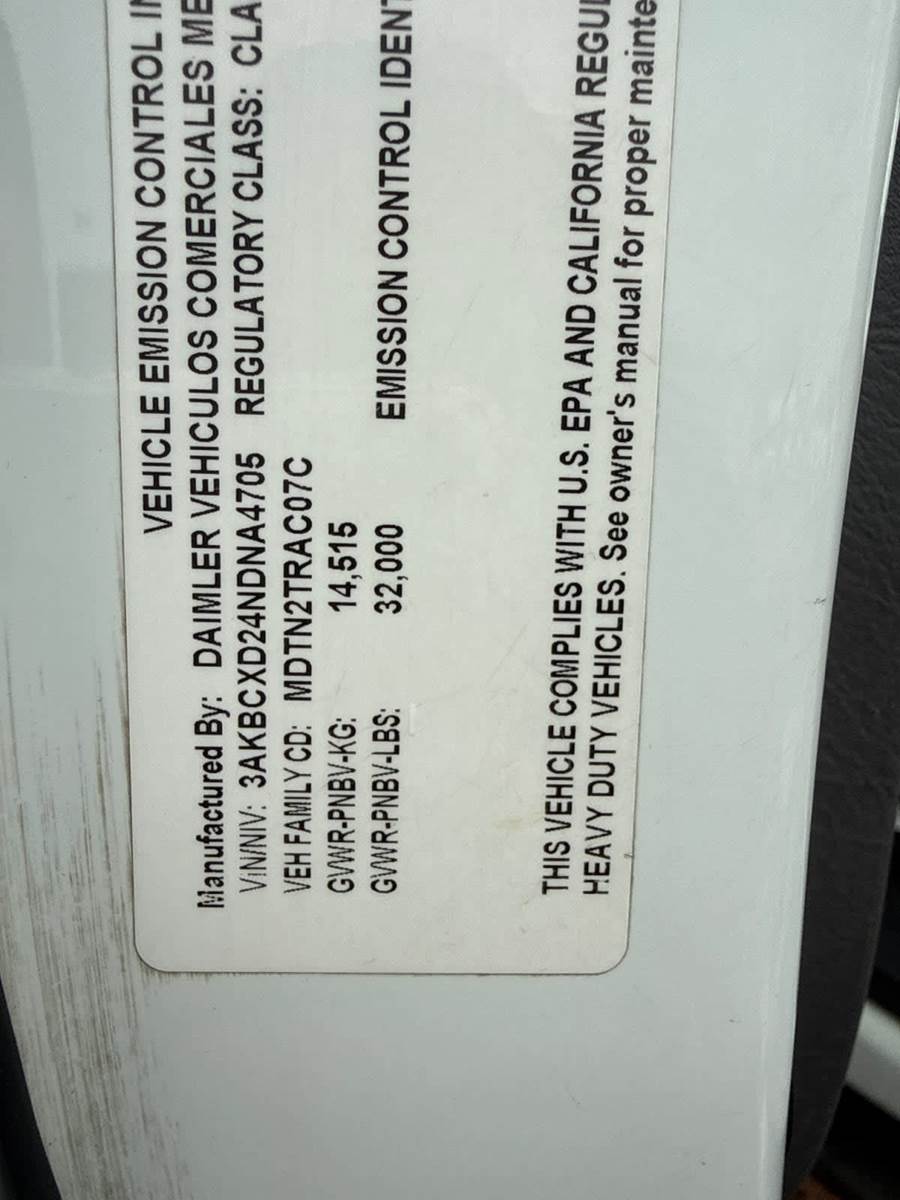 VEHICLE EMISSION CONTROL
Manufactured By: DAIMLER VEHICULOS COMERCIALES
VIN/NIV: 3AKBCXD24NDNA4705 REGULATORY CLASS:
VEH FAMILY CD: MDTN2TRAC07C
GVWR-PNBV-KG: 14,515
GVWR-PNBV-LBS: 32,000 EMISSION CONTROL
THIS VEHICLE COMPLIES WITH U.S. EPA AND CALIFORNIA
HEAVY DUTY VEHICLES. See owner's manual for proper